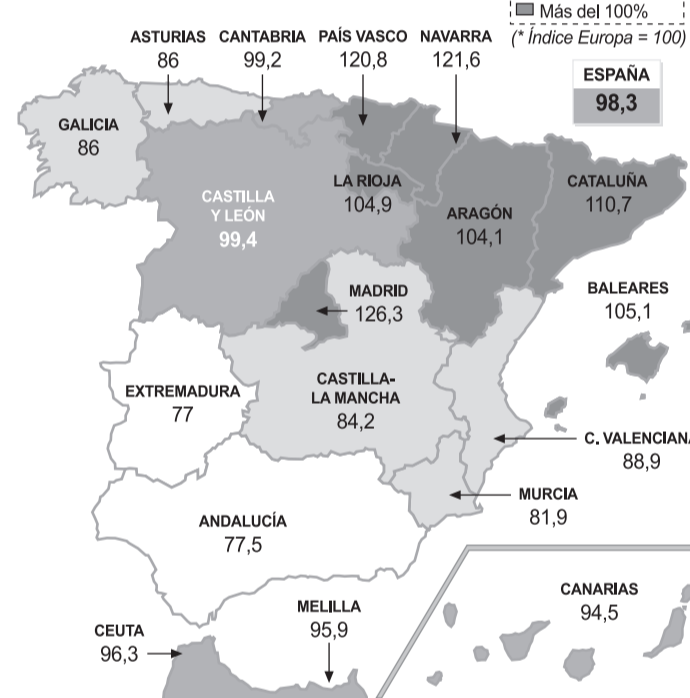 Más del 100%
(* Índice Europa = 100)
ASTURIAS
86
CANTABRIA
99,2
PAÍS VASCO
120,8
NAVARRA
121,6
ESPAÑA
98,3
GALICIA
86
CASTILLA
Y LEÓN
99,4
LA RIOJA
104,9
ARAGÓN
104,1
CATALUÑA
110,7
MADRID
126,3
BALEARES
105,1
EXTREMADURA
77
CASTILLA-
LA MANCHA
84,2
C. VALENCIANA
88,9
MURCIA
81,9
ANDALUCÍA
77,5
CEUTA
96,3
MELILLA
95,9
CANARIAS
94,5